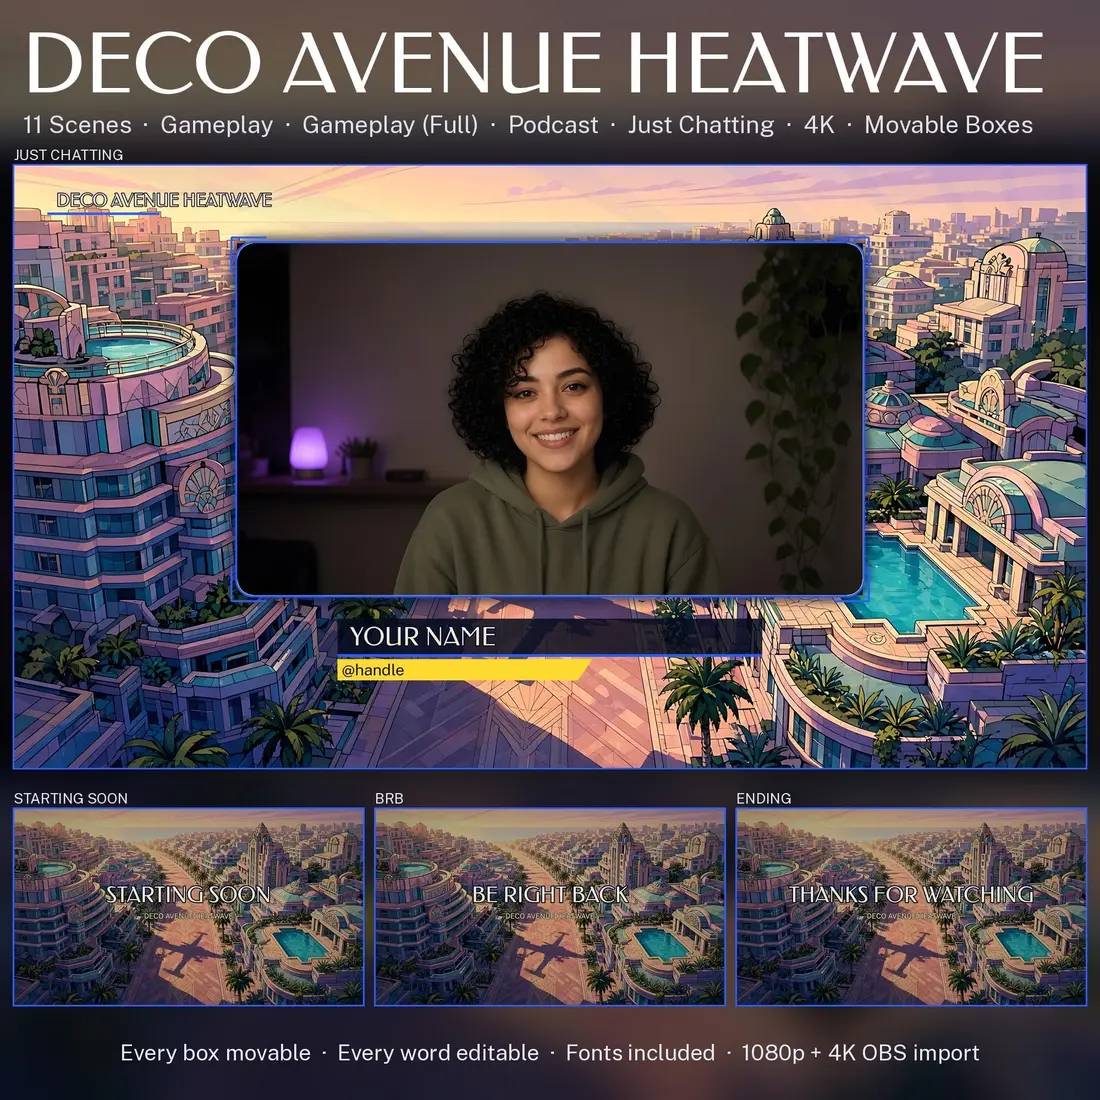 DECO AVENUE HEATWAVE
11 Scenes · Gameplay · Gameplay (Full) · Podcast · Just Chatting · 4K · Movable Boxes
JUST CHATTING
DECO AVENUE HEATWAVE
YOUR NAME
@handle
STARTING SOON
BRB
ENDING
STARTING SOON
DECO AVENUE HEATWAVE
BE RIGHT BACK
DECO AVENUE HEATWAVE
THANKS FOR WATCHING
DECO AVENUE HEATWAVE
Every box movable · Every word editable · Fonts included · 1080p + 4K OBS import